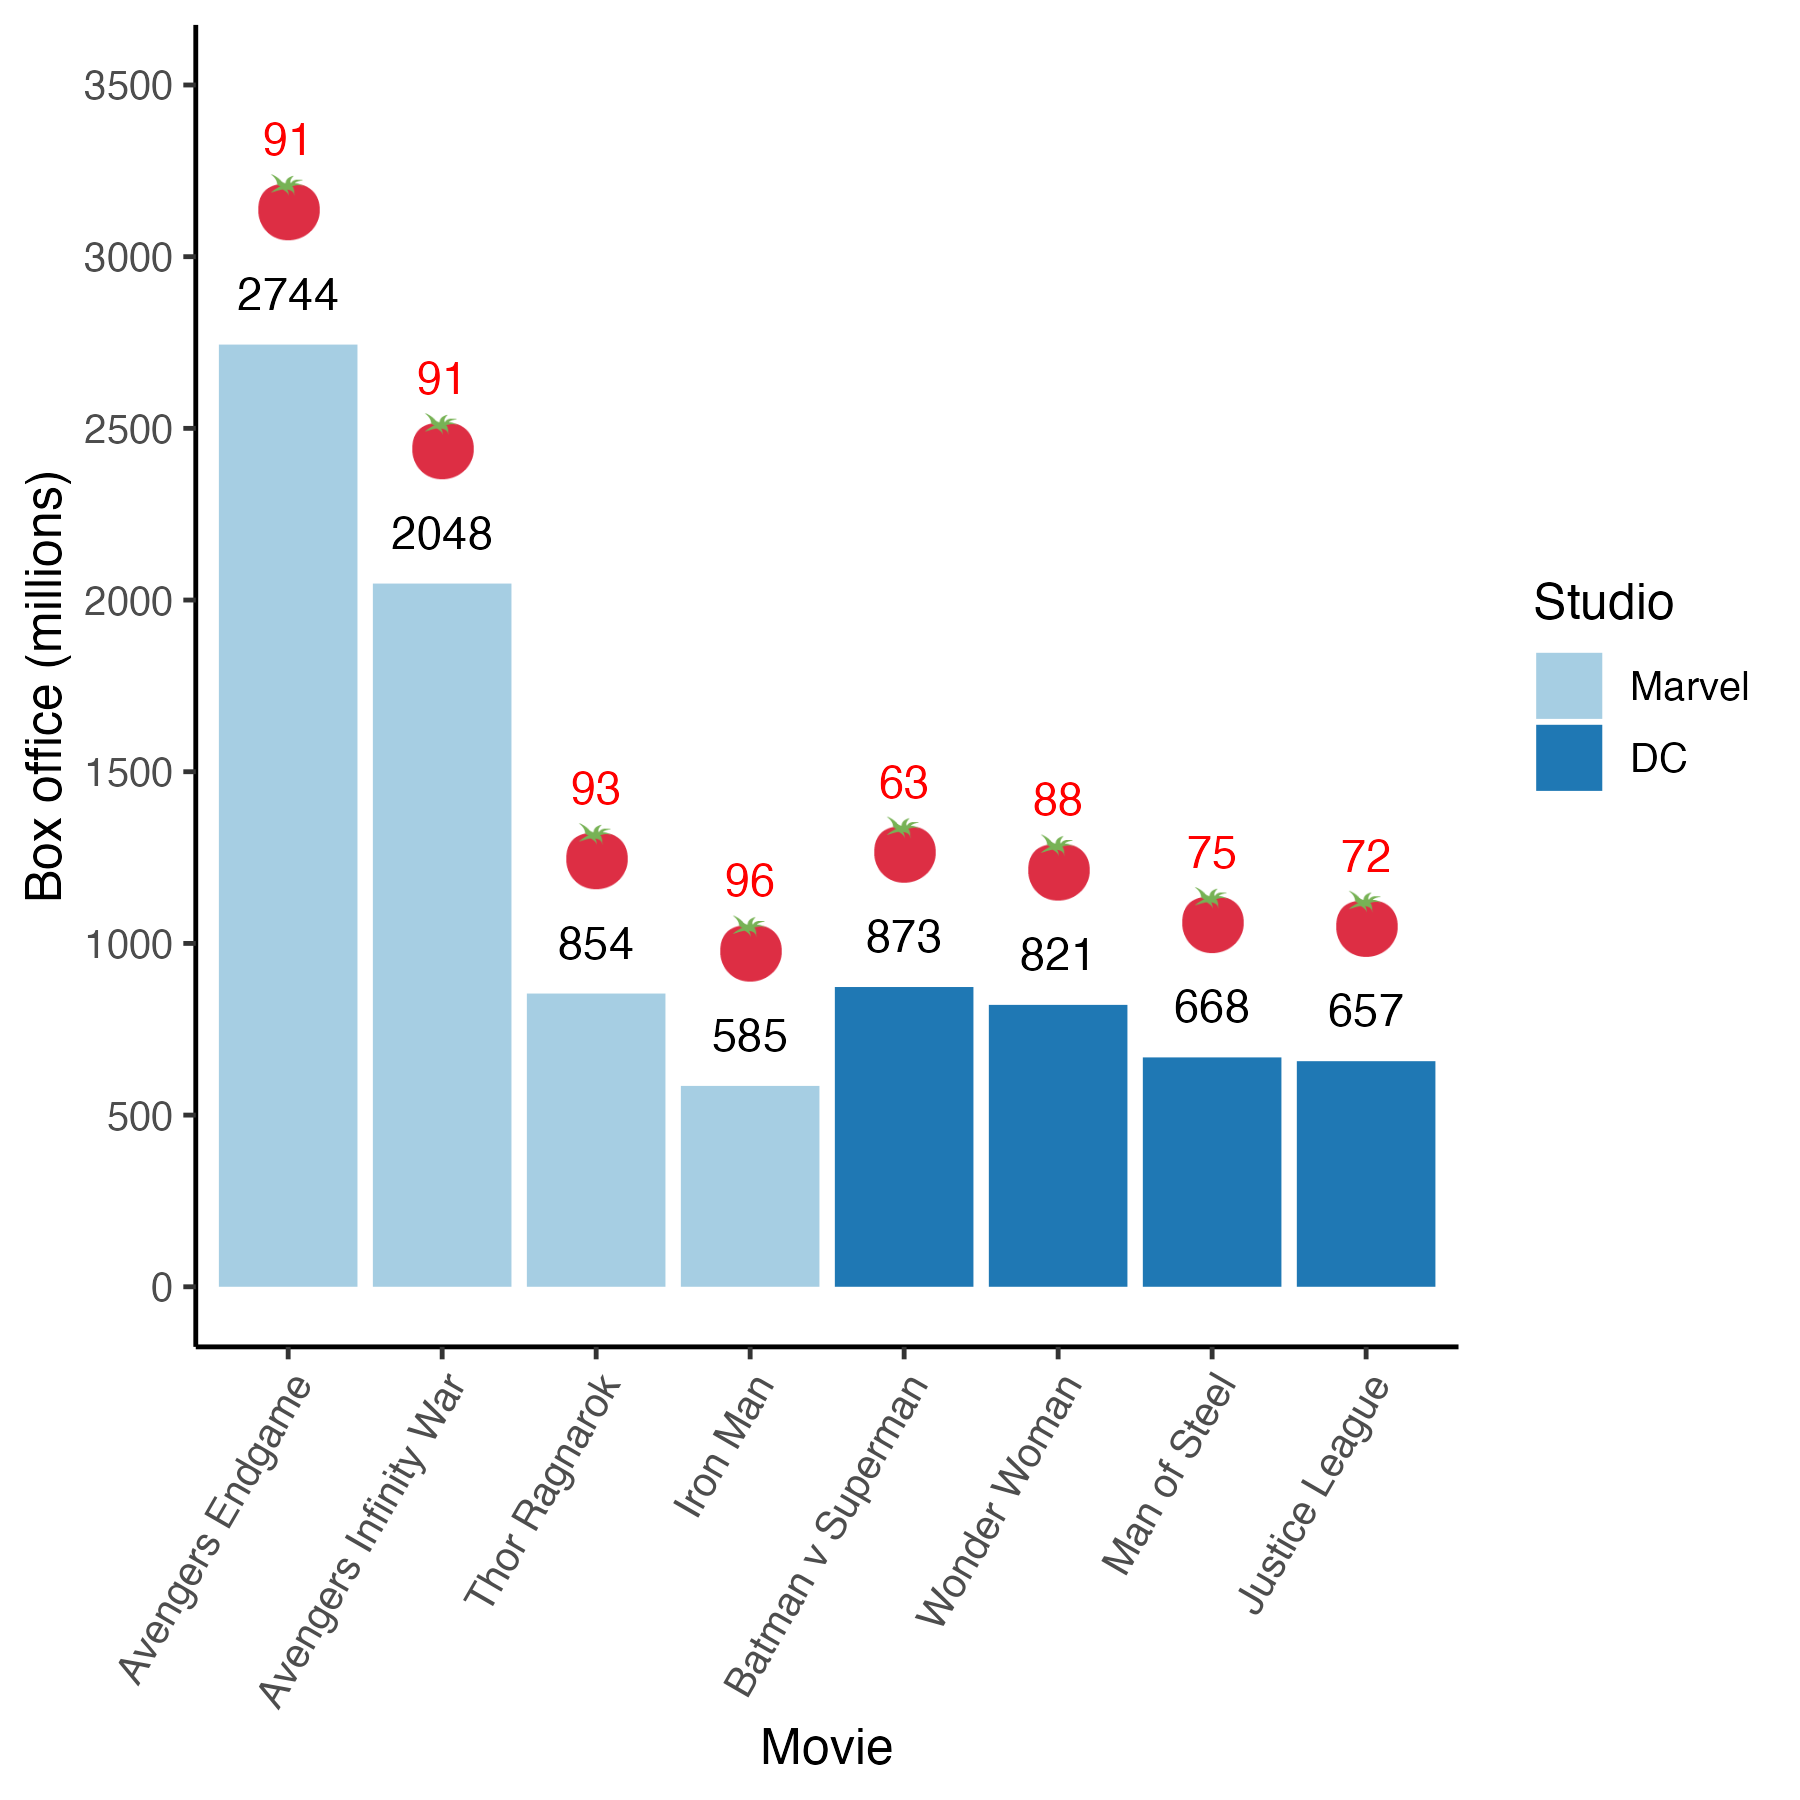 Box office (millions)
3500
3000
2500
2000
1500
1000
500
0
91
2744
91
2048
93
854
96
585
63
873
88
821
75
668
72
657
Avengers Endgame
Avengers Infinity War
Thor Ragnarok
Iron Man
Batman v Superman
Wonder Woman
Man of Steel
Justice League
Movie
Studio
Marvel
DC